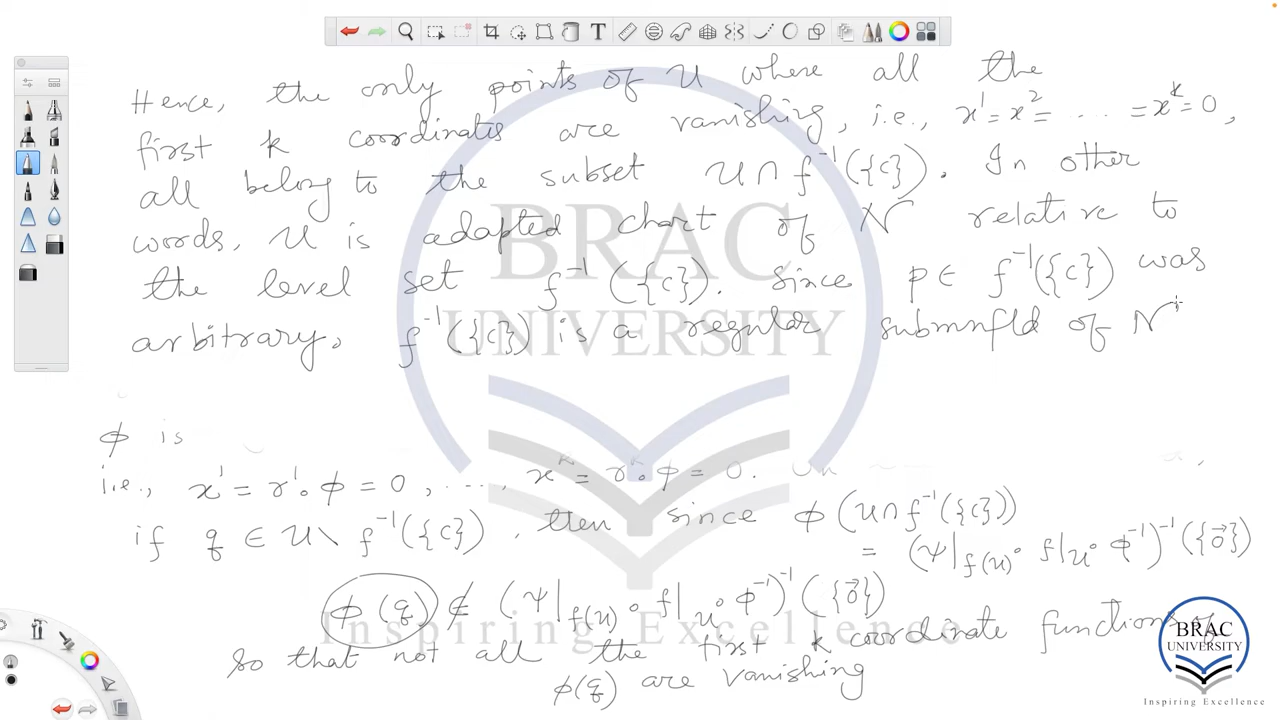 Hence, the only points of U where all the
first k coordinates are vanishing, i.e., x¹ = x² = ..... = xᵏ = 0,
all belong to the subset U ∩ f⁻¹({c}). In other
words, U is adapted chart of N relative to
the level set f⁻¹({c}). Since p ∈ f⁻¹({c}) was
arbitrary, f⁻¹({c}) is a regular submnfld of N
φ is
i.e., x¹ = r¹∘φ = 0, ...., xᵏ = rᵏ∘φ = 0.
if q ∈ U \ f⁻¹({c}), then since φ(U ∩ f⁻¹({c}))
= (Ψ|f(U) ∘ f|U ∘ φ⁻¹)⁻¹({0⃗})
φ(q) ∉ (Ψ|f(U) ∘ f|U ∘ φ⁻¹)⁻¹({0⃗})
so that not all the first k coordinate functions
φ(q) are vanishing
BRAC
UNIVERSITY
Inspiring Excellence
BRAC
UNIVERSITY
Inspiring Excellence